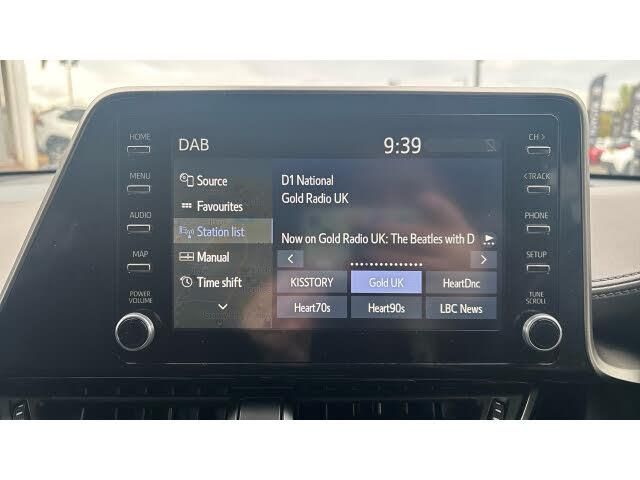 HOME
MENU
AUDIO
MAP
POWER
VOLUME
DAB
9:39
Source
Favourites
Station list
Manual
Time shift
D1 National
Gold Radio UK
Now on Gold Radio UK: The Beatles with D
KISSTORY
Gold UK
HeartDnc
Heart70s
Heart90s
LBC News
CH >
< TRACK
PHONE
SETUP
TUNE
SCROLL